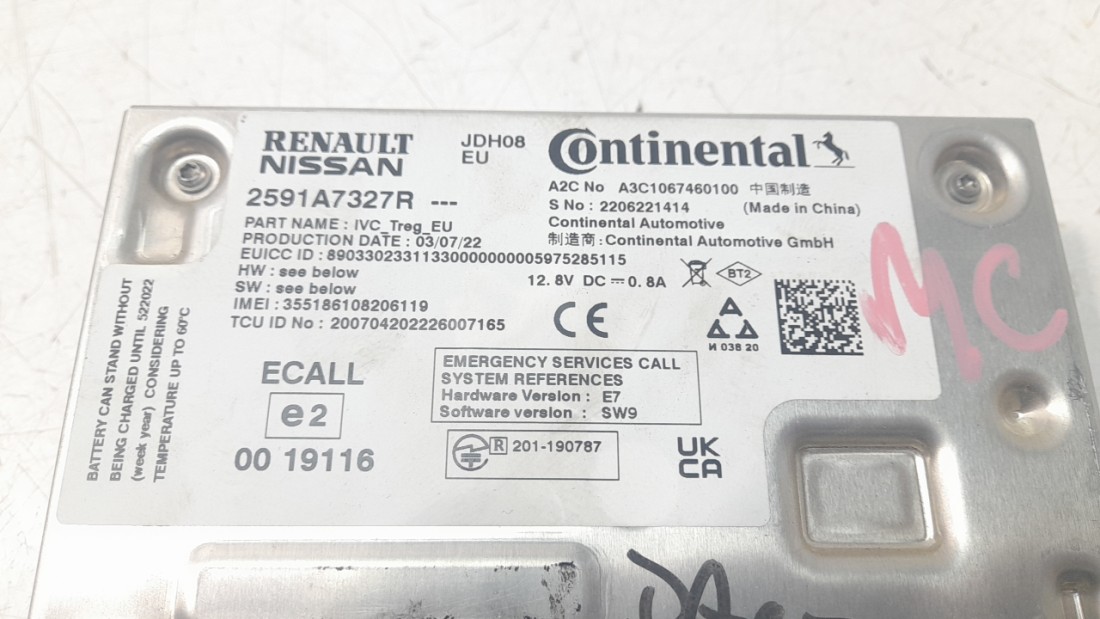 RENAULT
NISSAN
JDH08
EU
Continental
2591A7327R ---
A2C No A3C1067460100 中国制造
S No : 2206221414 (Made in China)
Continental Automotive
制造商: Continental Automotive GmbH
PART NAME : IVC_Treg_EU
PRODUCTION DATE : 03/07/22
EUICC ID : 89033023311330000000005975285115
HW : see below
SW : see below
IMEI : 355186108206119
TCU ID No : 200704202226007165
12.8V DC 0.8A
BT2
CE
И 038 20
BATTERY CAN STAND WITHOUT
BEING CHARGED UNTIL 522022
(week year) CONSIDERING
TEMPERATURE UP TO 60°C
ECALL
e2
00 19116
EMERGENCY SERVICES CALL
SYSTEM REFERENCES
Hardware Version : E7
Software version : SW9
R 201-190787
UK
CA
MC